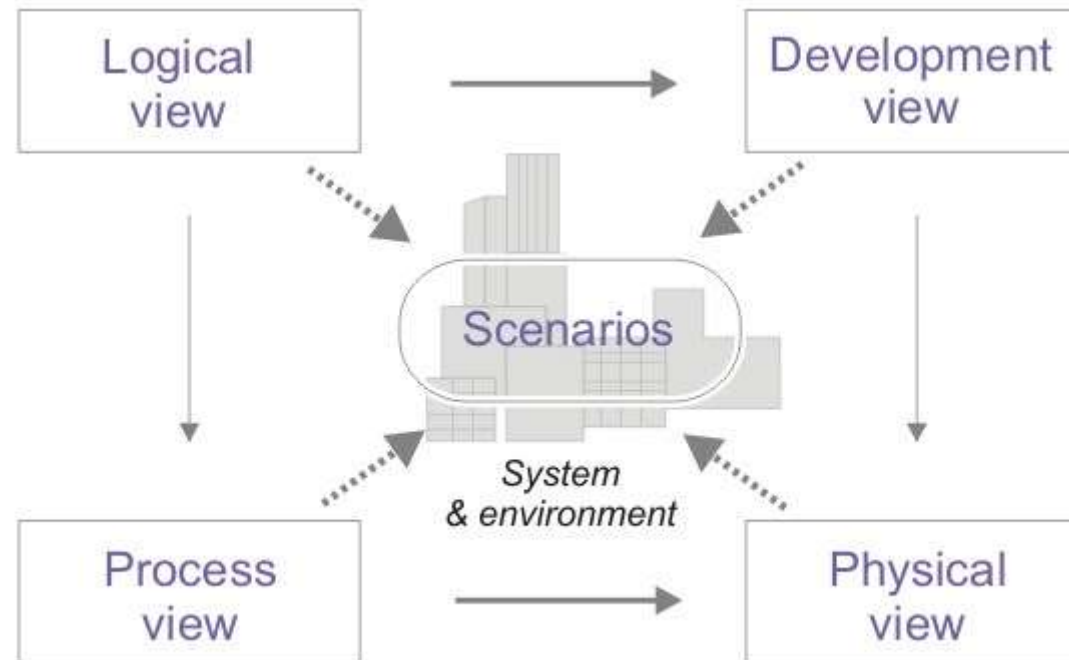 Logical
view
Development
view
Scenarios
System
& environment
Process
view
Physical
view